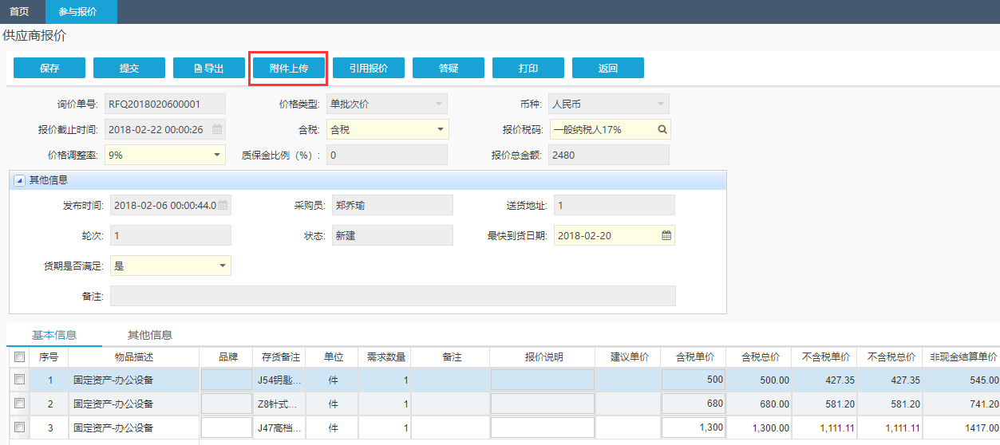 首页 参与报价
供应商报价
保存 提交 导出 附件上传 引用报价 答疑 打印 返回
询价单号: RFQ2018020600001 价格类型: 单批次价 币种: 人民币
报价截止时间: 2018-02-22 00:00:26 含税: 含税 报价税码: 一般纳税人17%
价格调整率: 9% 质保金比例（%）: 0 报价总金额: 2480
其他信息
发布时间: 2018-02-06 00:00:44.0 采购员: 郑乔瑜 送货地址: 1
轮次: 1 状态: 新建 最快到货日期: 2018-02-20
货期是否满足: 是
备注:
基本信息 其他信息
序号 物品描述 品牌 存货备注 单位 需求数量 备注 报价说明 建议单价 含税单价 含税总价 不含税单价 不含税总价 非现金结算单价
1 固定资产-办公设备 J54钥匙... 件 1 500 500.00 427.35 427.35 545.00
2 固定资产-办公设备 Z8针式... 件 1 680 680.00 581.20 581.20 741.20
3 固定资产-办公设备 J47高档... 件 1 1,300 1,300.00 1,111.11 1,111.11 1417.00